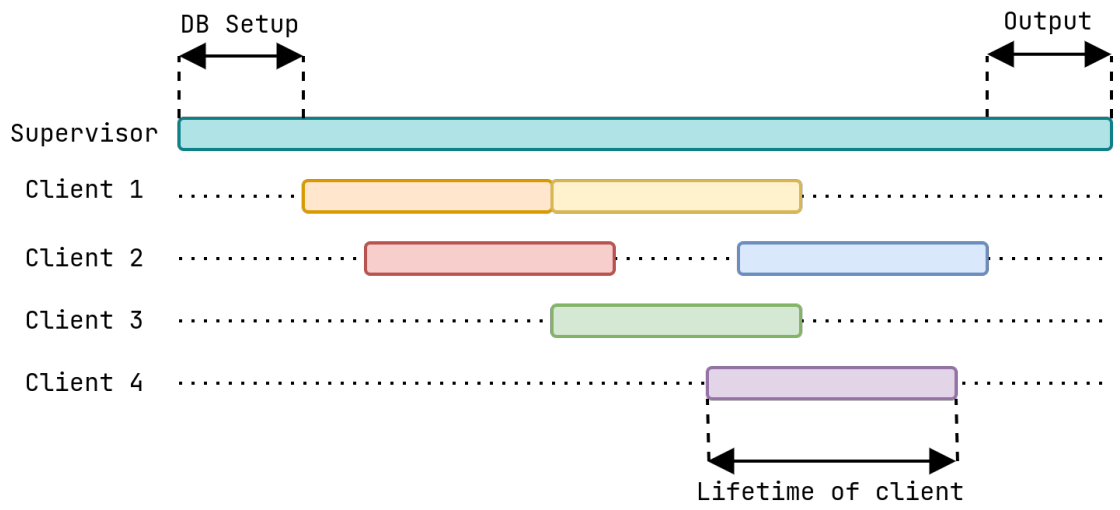 DB Setup
Output
Supervisor
Client 1
Client 2
Client 3
Client 4
Lifetime of client